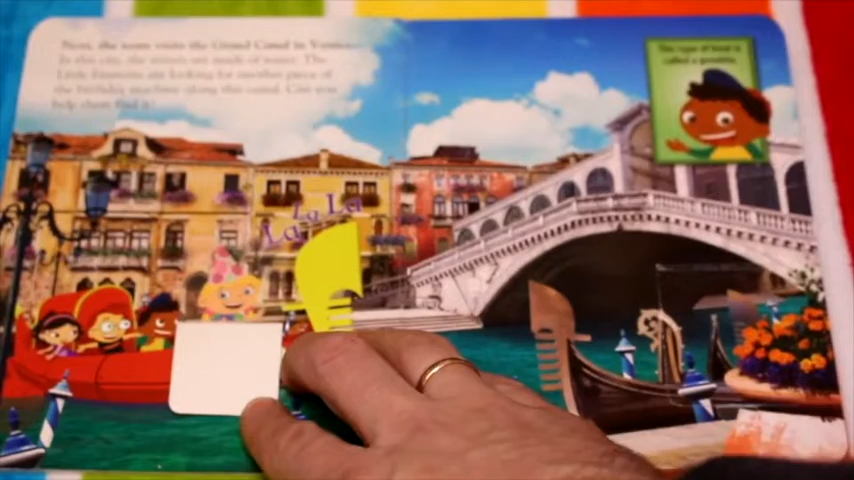 Next, the team visits the Grand Canal in Venice.
In this city, the streets are made of water. The
Little Einsteins are looking for another piece of
the birthday machine along this canal. Can you
help them find it?
This type of boat is
called a gondola.
La La La